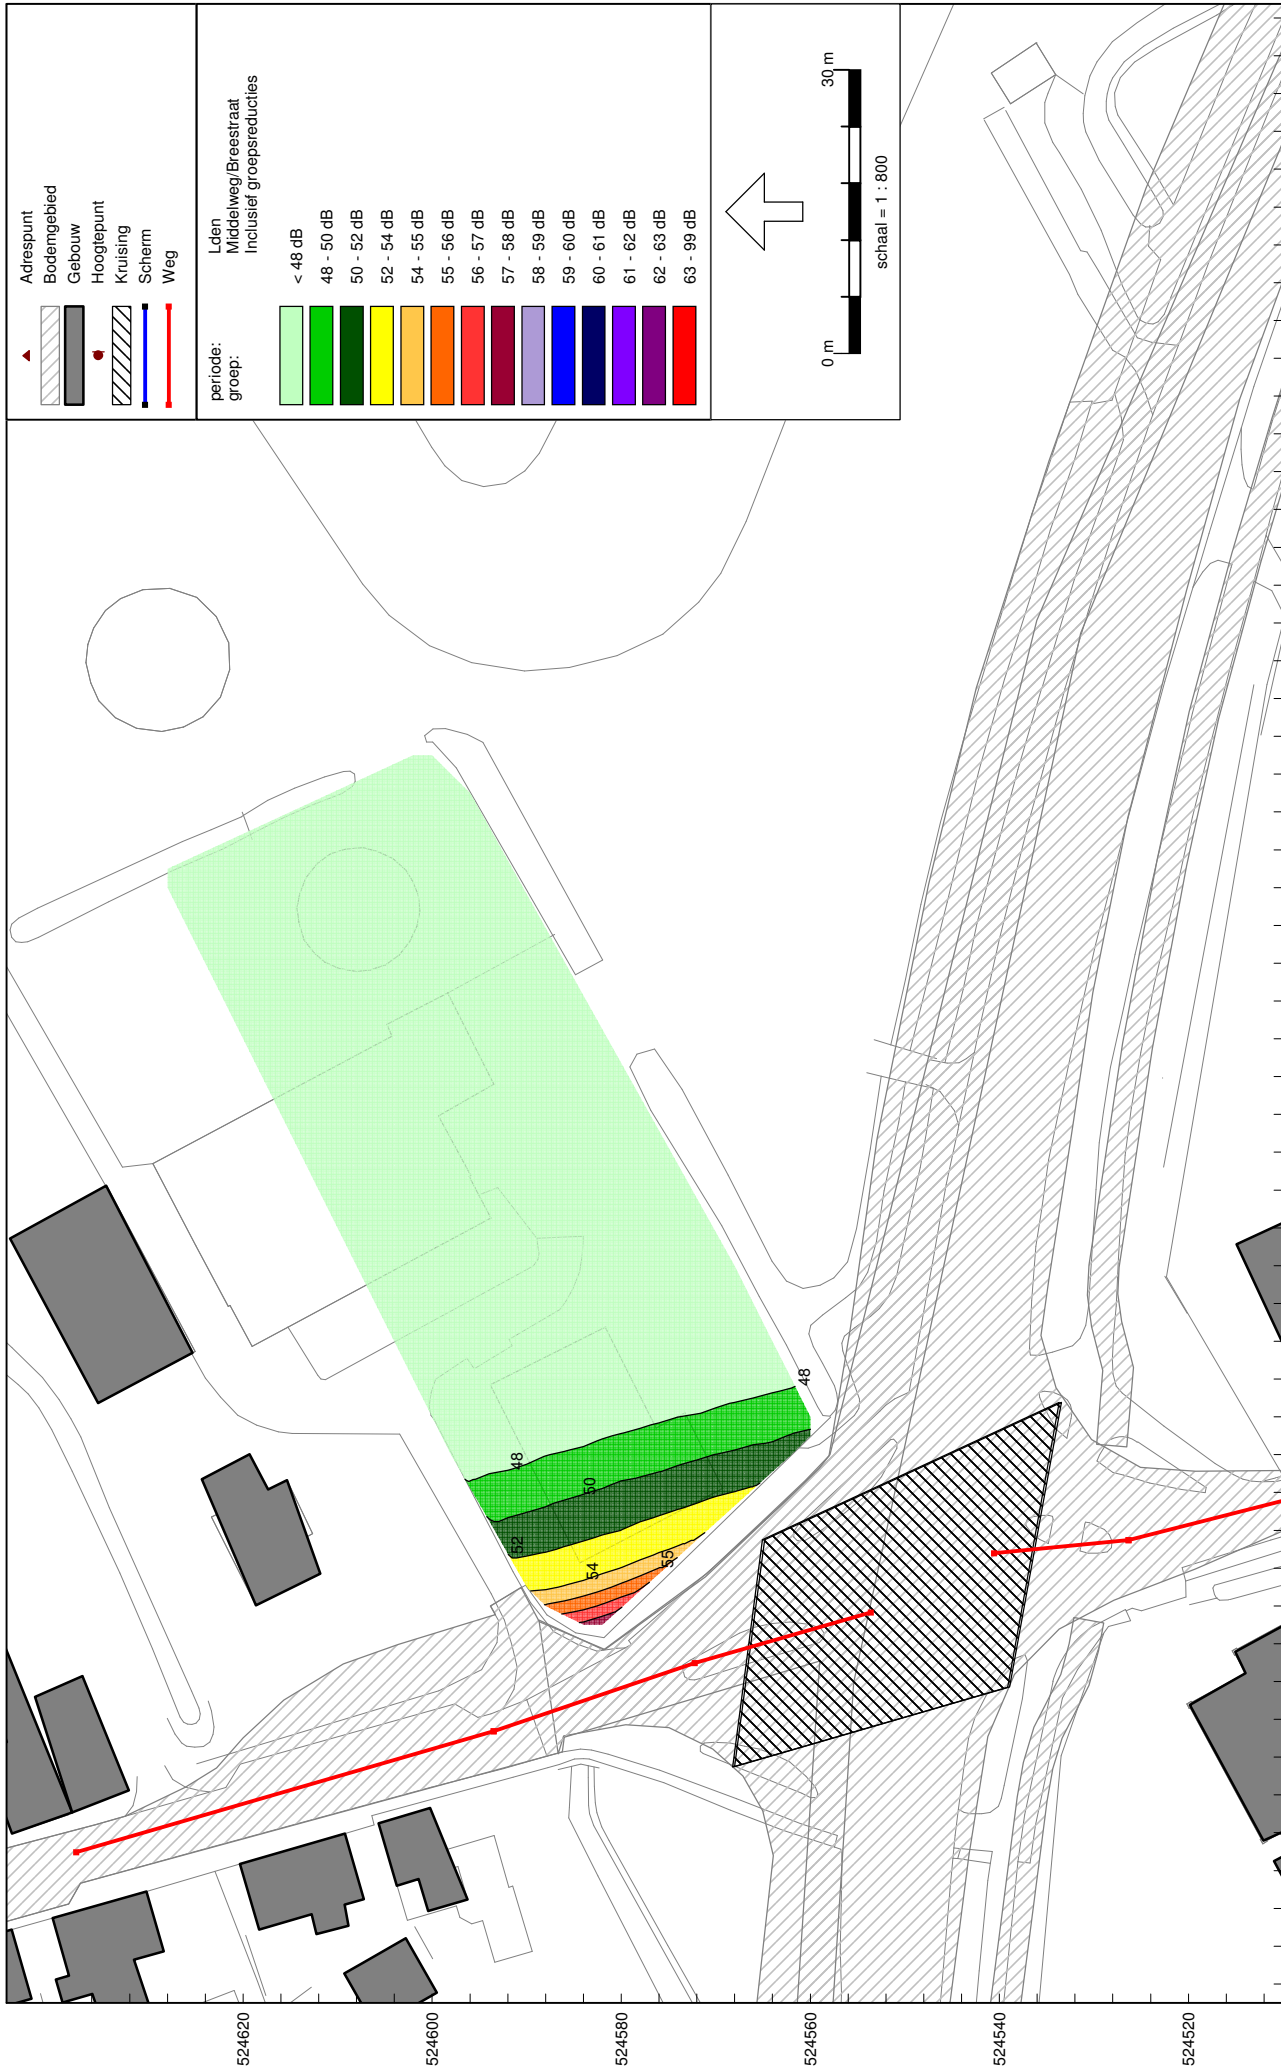 Adrespunt
Bodemgebied
Gebouw
Hoogtepunt
Kruising
Scherm
Weg
periode: Lden
groep: Middelweg/Breestraat
Inclusief groepsreducties
< 48 dB
48 - 50 dB
50 - 52 dB
52 - 54 dB
54 - 55 dB
55 - 56 dB
56 - 57 dB
57 - 58 dB
58 - 59 dB
59 - 60 dB
60 - 61 dB
61 - 62 dB
62 - 63 dB
63 - 99 dB
0 m 30 m
schaal = 1 : 800
48
48
50
52
54
55
524620
524600
524580
524560
524540
524520